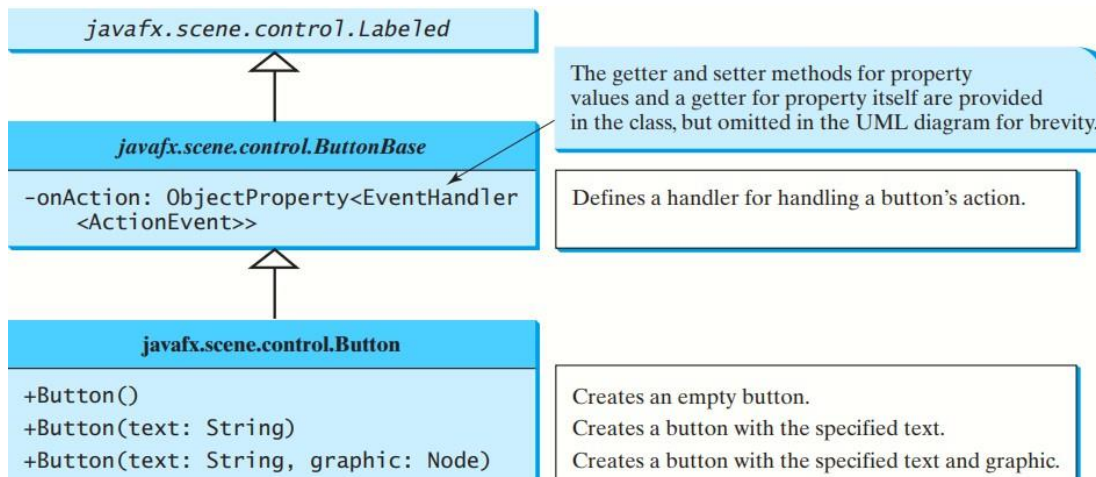 javafx.scene.control.Labeled
The getter and setter methods for property
values and a getter for property itself are provided
in the class, but omitted in the UML diagram for brevity.
javafx.scene.control.ButtonBase
-onAction: ObjectProperty<EventHandler
<ActionEvent>>
Defines a handler for handling a button's action.
javafx.scene.control.Button
+Button()
Creates an empty button.
+Button(text: String)
Creates a button with the specified text.
+Button(text: String, graphic: Node)
Creates a button with the specified text and graphic.